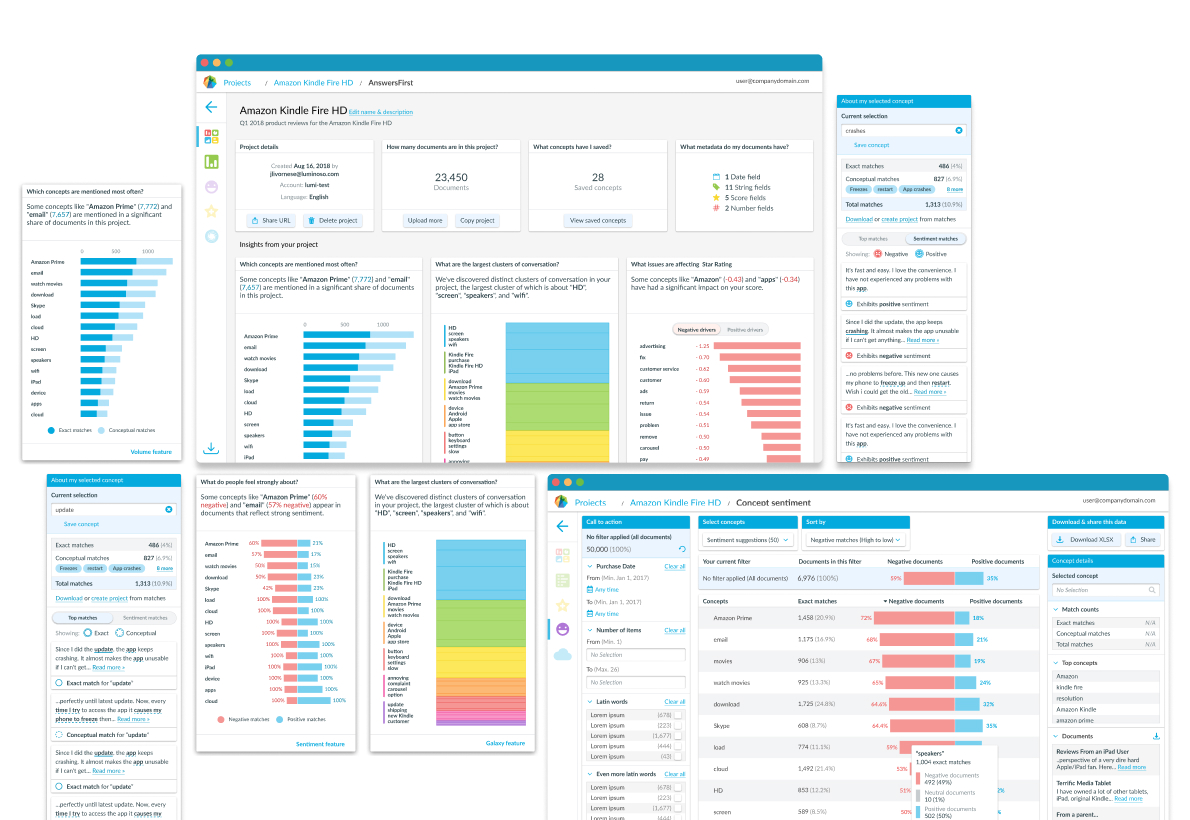 Projects / Amazon Kindle Fire HD / AnswersFirst
user@companydomain.com
Amazon Kindle Fire HD Edit name & description
Q1 2018 product reviews for the Amazon Kindle Fire HD
Project details
Created Aug 16, 2018 by
jlivornese@luminoso.com
Account: lumi-test
Language: English
Share URL
Delete project
How many documents are in this project?
23,450
Documents
Upload more
Copy project
What concepts have I saved?
28
Saved concepts
View saved concepts
What metadata do my documents have?
1 Date field
11 String fields
5 Score fields
2 Number fields
Insights from your project
Which concepts are mentioned most often?
Some concepts like "Amazon Prime" (7,772) and "email"
(7,657) are mentioned in a significant share of documents
in this project.
0 500 1000
Amazon Prime
email
watch movies
download
Skype
load
cloud
HD
screen
speakers
wifi
iPad
What are the largest clusters of conversation?
We've discovered distinct clusters of conversation in your
project, the largest cluster of which is about "HD",
"screen", "speakers", and "wifi".
HD
screen
speakers
wifi
Kindle Fire
purchase
Kindle Fire HD
iPad
download
Amazon Prime
movies
watch movies
device
Android
Apple
app store
button
keyboard
settings
slow
annoying
What issues are affecting Star Rating
Some concepts like "Amazon" (-0.43) and "apps" (-0.34)
have had a significant impact on your score.
Negative drivers
Positive drivers
advertising -1.25
fix -0.70
customer service -0.62
customer -0.60
ads -0.59
return -0.54
issue -0.54
problem -0.51
remove -0.50
carousel -0.50
pay -0.49
About my selected concept
Current selection
crashes
Save concept
Exact matches 486 (4%)
Conceptual matches 827 (6.9%)
Freezes restart App crashes 8 more
Total matches 1,313 (10.9%)
Download or create project from matches
Top matches
Sentiment matches
Showing: Negative Positive
It's fast and easy. I love the convenience. I
have not experienced any problems with
this app.
Exhibits positive sentiment
Since I did the update, the app keeps
crashing. It almost makes the app unusable
if I can't get anything... Read more »
Exhibits negative sentiment
...no problems before. This new one causes
my phone to freeze up and then restart.
Wish i could get the old... Read more »
Exhibits negative sentiment
It's fast and easy. I love the convenience. I
have not experienced any problems with
this app.
Exhibits positive sentiment
Which concepts are mentioned most often?
Some concepts like "Amazon Prime" (7,772) and
"email" (7,657) are mentioned in a significant
share of documents in this project.
0 500 1000
Amazon Prime
email
watch movies
download
Skype
load
cloud
HD
screen
speakers
wifi
iPad
device
apps
cloud
Exact matches Conceptual matches
Volume feature
About my selected concept
Current selection
update
Save concept
Exact matches 486 (4%)
Conceptual matches 827 (6.9%)
Freezes restart App crashes 8 more
Total matches 1,313 (10.9%)
Download or create project from matches
Top matches
Sentiment matches
Showing: Exact Conceptual
Since I did the update, the app keeps
crashing. It almost makes the app unusable
if I can't get... Read more »
Exact match for "update"
...perfectly until latest update. Now, every
time I try to access the app it causes my
phone to freeze then... Read more »
Conceptual match for "update"
Since I did the update, the app keeps
crashing. It almost makes the app unusable
if I can't get... Read more »
Exact match for "update"
...perfectly until latest update. Now, every
time I try to access the app it causes my
What do people feel strongly about?
Some concepts like "Amazon Prime" (60%
negative) and "email" (57% negative) appear in
documents that reflect strong sentiment.
Amazon Prime 60% 21%
email 57% 17%
watch movies 50% 15%
download 50% 22%
Skype 42% 23%
load 100% 100%
cloud 100% 100%
HD 100% 100%
screen 100% 100%
speakers 100% 100%
wifi 100% 100%
iPad 100% 100%
device 100% 100%
apps 100% 100%
cloud 100% 100%
Negative matches Positive matches
Sentiment feature
What are the largest clusters of conversation?
We've discovered distinct clusters of conversation
in your project, the largest cluster of which is about
"HD", "screen", "speakers", and "wifi".
HD
screen
speakers
wifi
Kindle Fire
purchase
Kindle Fire HD
iPad
download
Amazon Prime
movies
watch movies
device
Android
Apple
app store
button
keyboard
settings
slow
annoying
complaint
carousel
option
update
shipping
new Kindle
customer
Galaxy feature
Projects / Amazon Kindle Fire HD / Concept sentiment
user@companydomain.com
Call to action
No filter applied (all documents)
50,000 (100%)
Purchase Date Clear all
From (Min. Jan 1, 2017)
Any time
To (Min. Jan 1, 2017)
Any time
Number of items Clear all
From (Min. 1)
No Selection
To (Max. 26)
No Selection
Latin words Clear all
Lorem ipsum (678)
Lorem ipsum (223)
Lorem ipsum (1,677)
Lorem ipsum (444)
Lorem ipsum (43)
Even more latin words Clear all
Lorem ipsum (678)
Lorem ipsum (223)
Lorem ipsum (1,677)
Lorem ipsum (444)
Select concepts
Sentiment suggestions (50)
Sort by
Negative matches (High to low)
Your current filter Documents in this filter Negative documents Positive documents
No filter applied (All documents) 6,976 (100%) 59% 35%
Concepts Exact matches Negative documents Positive documents
Amazon Prime 1,458 (20.9%) 72% 18%
email 1,175 (16.9%) 68% 21%
movies 906 (13%) 67% 19%
watch movies 925 (13.3%) 65% 24%
download 1,725 (24.8%) 64.6% 32%
Skype 608 (8.7%) 64.4% 35%
load 774 (11.1%) 59%
cloud 1,492 (21.4%) 53%
HD 853 (12.2%) 51%
screen 589 (8.5%) 50%
"speakers"
1,004 exact matches
Negative documents
492 (49%)
Neutral documents
10 (1%)
Positive documents
502 (50%)
Download & share this data
Download XLSX
Share
Concept details
Selected concept
No Selection
Match counts
Exact matches N/A
Conceptual matches N/A
Total matches N/A
Top concepts
Amazon
kindle fire
resolution
Amazon Kindle
amazon prime
Documents
Reviews From an iPad User
..perspective of a very dire hard
Apple/iPad fan. Here... Read more
Terrific Media Tablet
I have owned a lot of other tablets,
iPad, original Kindle... Read more
From a parent...